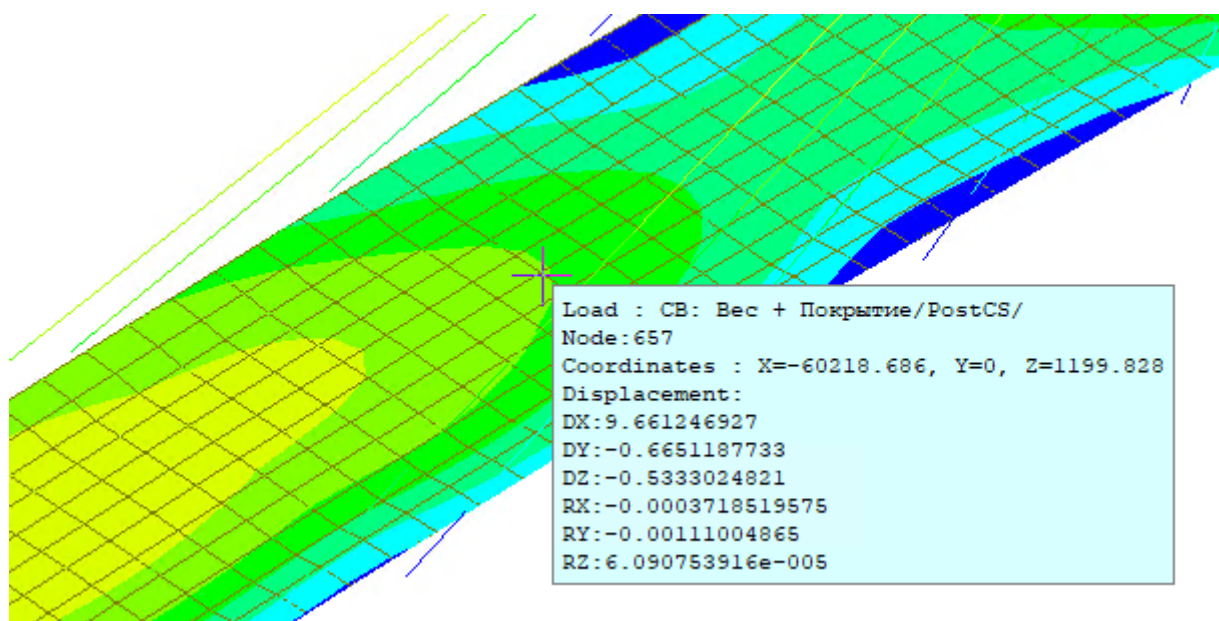 Load : CB: Вес + Покрытие/PostCS/
Node:657
Coordinates : X=-60218.686, Y=0, Z=1199.828
Displacement:
DX:9.661246927
DY:-0.6651187733
DZ:-0.5333024821
RX:-0.0003718519575
RY:-0.00111004865
RZ:6.090753916e-005